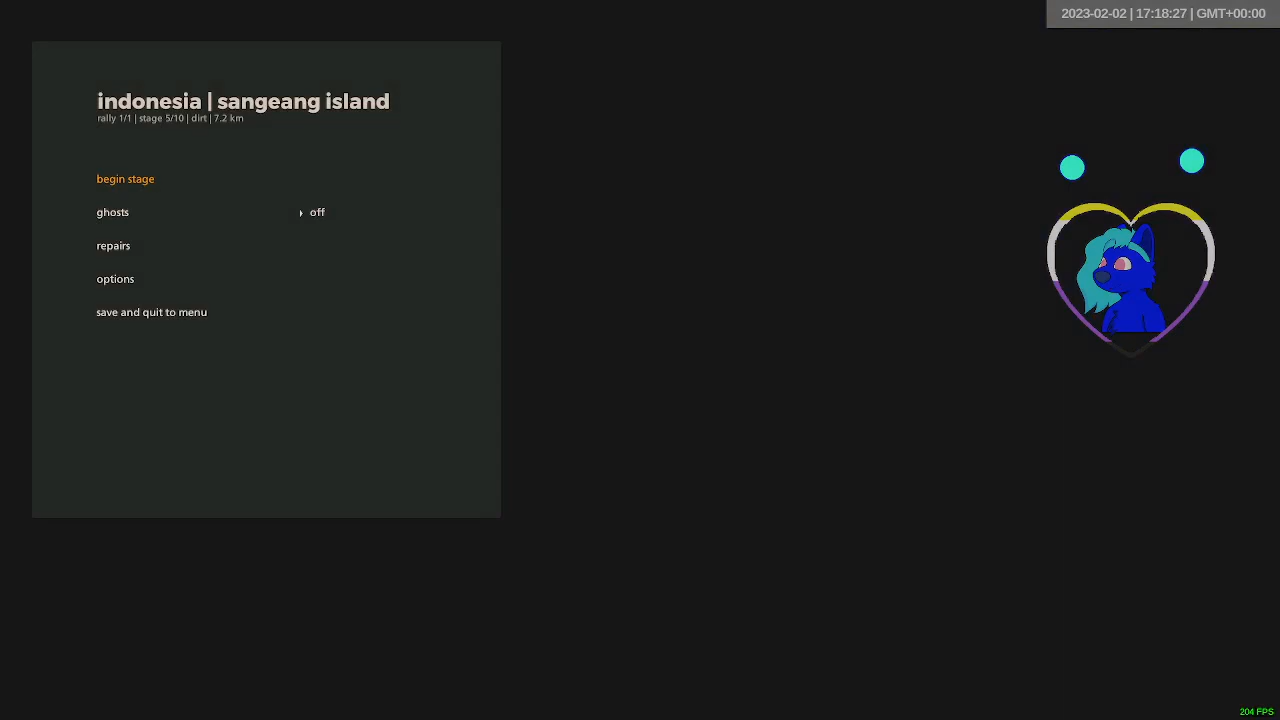 2023-02-02 | 17:18:27 | GMT+00:00
indonesia | sangeang island
rally 1/1 | stage 5/10 | dirt | 7.2 km
begin stage
ghosts off
repairs
options
save and quit to menu
204 FPS